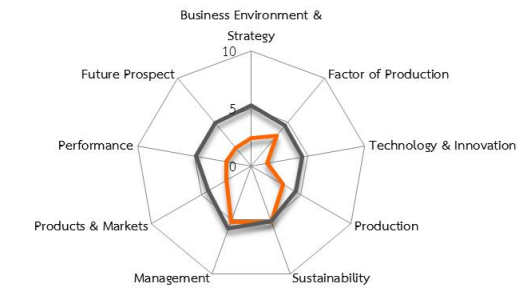 Business Environment &
Strategy
10
Future Prospect
Factor of Production
5
Performance
Technology & Innovation
0
Products & Markets
Production
Management
Sustainability